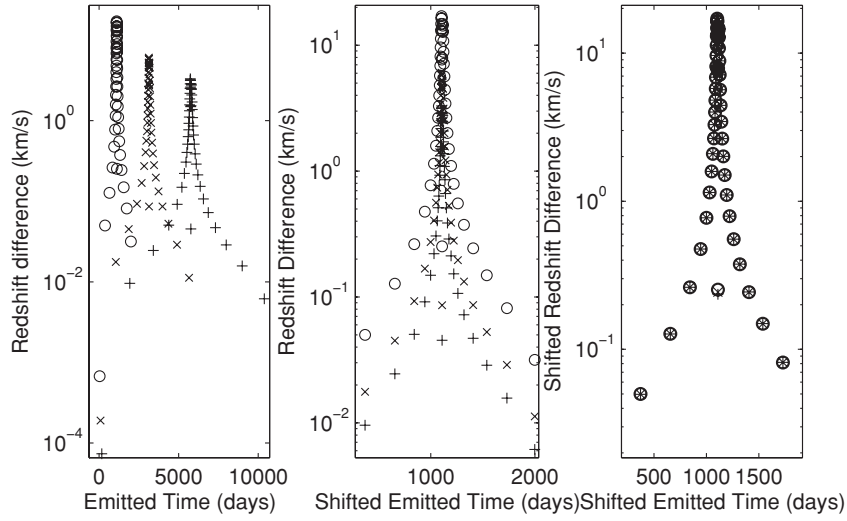 10^0
10^-2
10^-4
0 5000 10000
Redshift difference (km/s)
Emitted Time (days)
10^1
10^0
10^-1
10^-2
1000 2000
Redshift Difference (km/s)
Shifted Emitted Time (days)
10^1
10^0
10^-1
500 1000 1500
Shifted Redshift Difference (km/s)
Shifted Emitted Time (days)